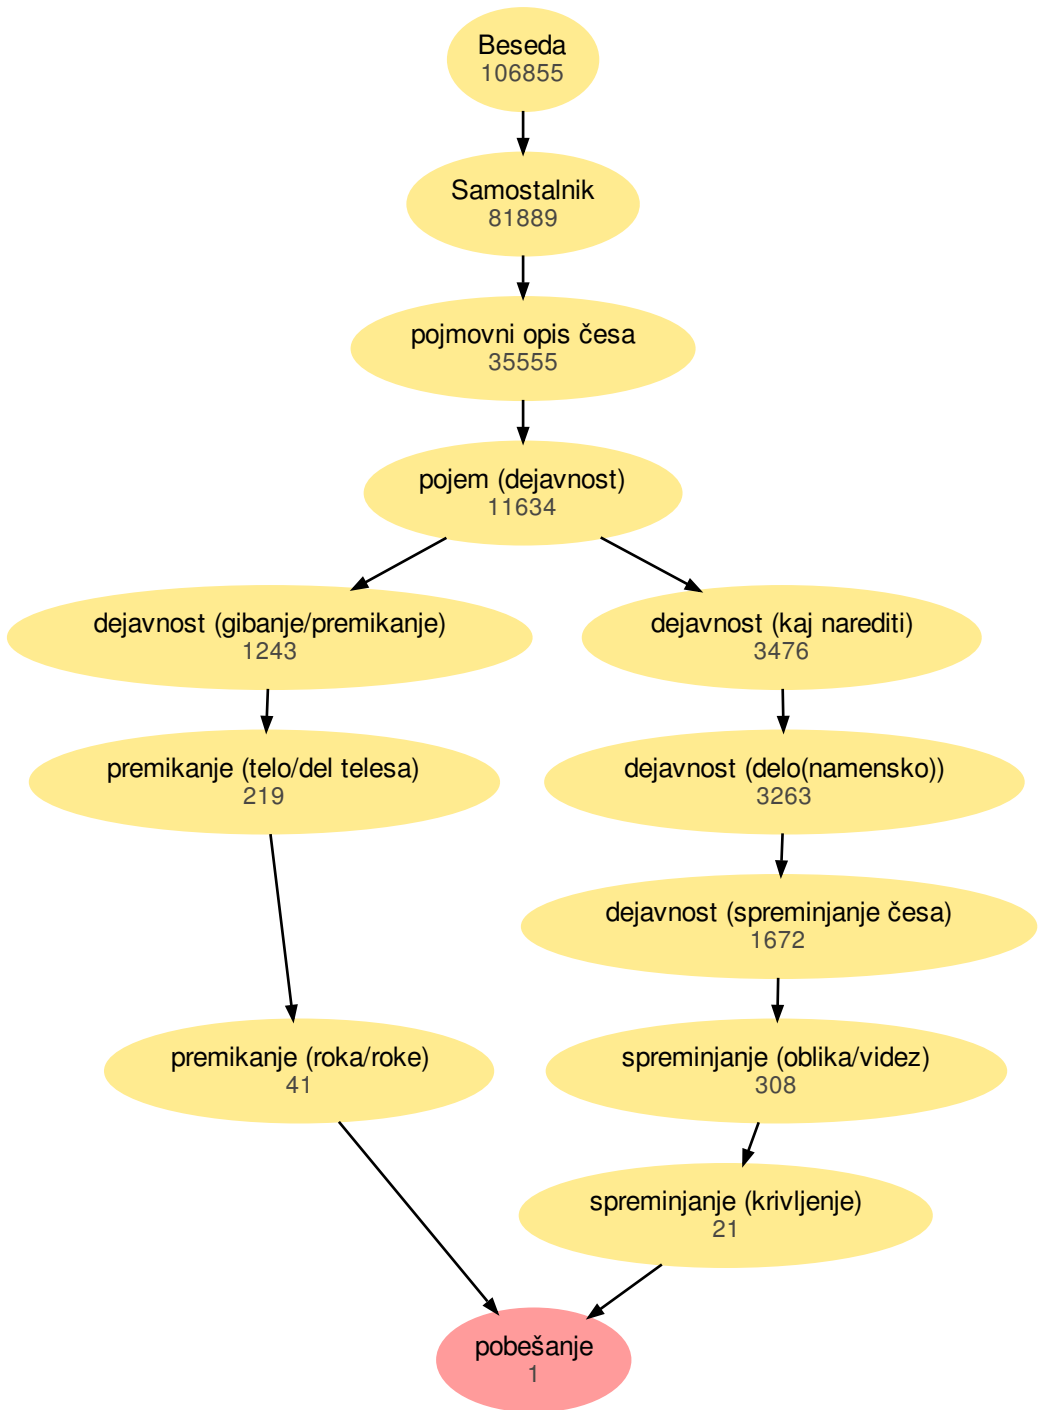 Beseda
106855
Samostalnik
81889
pojmovni opis česa
35555
pojem (dejavnost)
11634
dejavnost (gibanje/premikanje)
1243
dejavnost (kaj narediti)
3476
premikanje (telo/del telesa)
219
dejavnost (delo(namensko))
3263
dejavnost (spreminjanje česa)
1672
premikanje (roka/roke)
41
spreminjanje (oblika/videz)
308
spreminjanje (krivljenje)
21
pobešanje
1